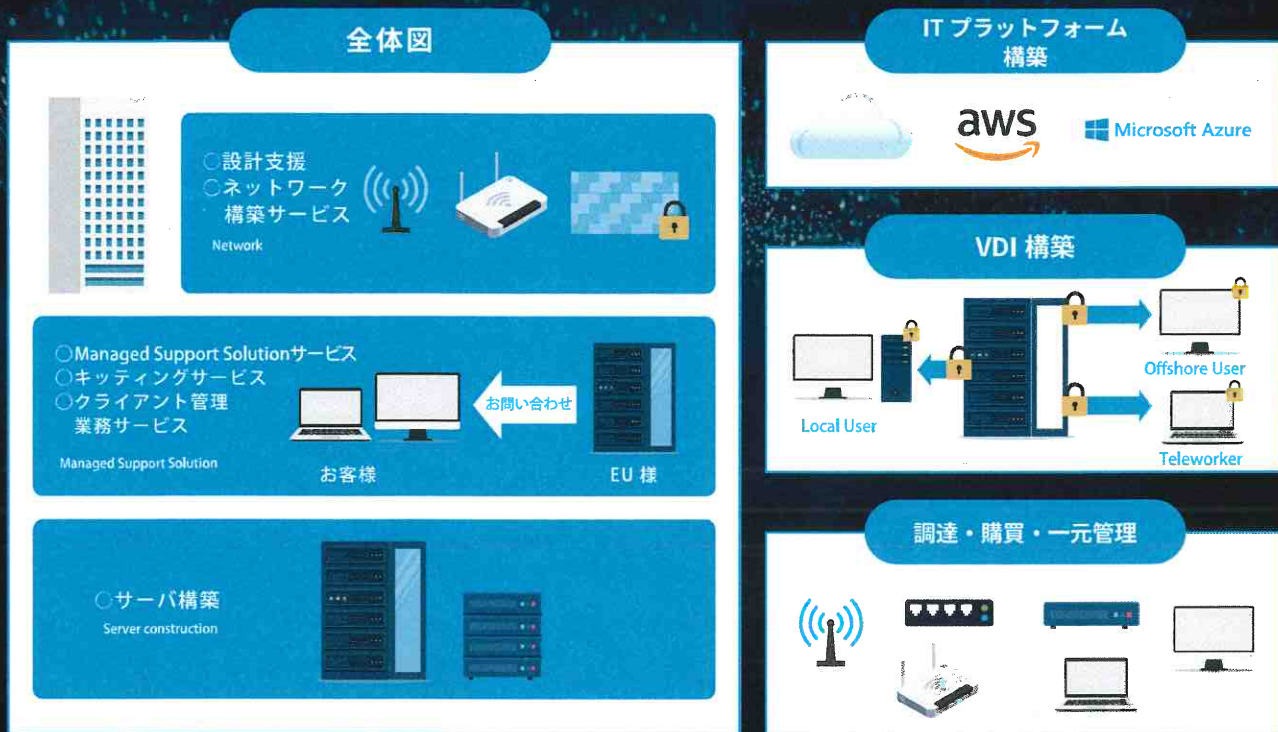 全体図
○設計支援
○ネットワーク
構築サービス
Network
○Managed Support Solutionサービス
○キッティングサービス
○クライアント管理
業務サービス
Managed Support Solution
お問い合わせ
お客様
EU 様
○サーバ構築
Server construction
IT プラットフォーム
構築
aws
Microsoft Azure
VDI 構築
Local User
Offshore User
Teleworker
調達・購買・一元管理